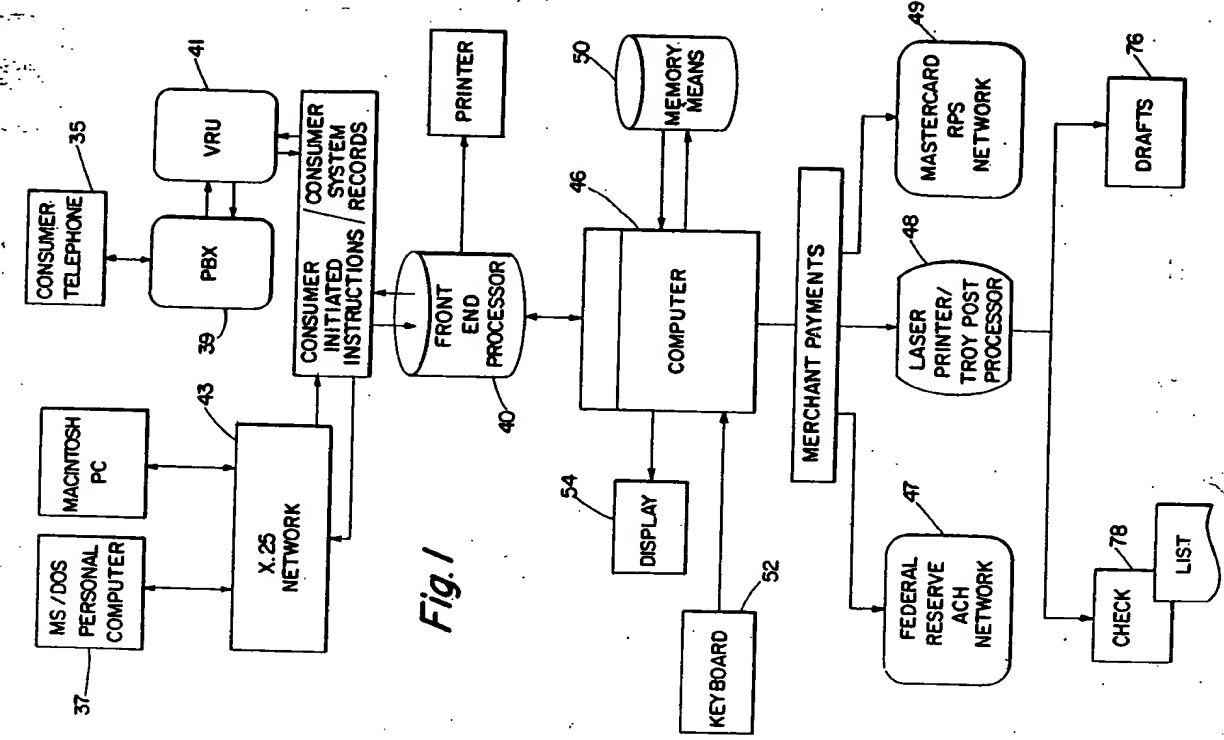 35
CONSUMER
TELEPHONE
41
VRU
PBX
39
MACINTOSH
PC
43
MS/DOS
PERSONAL
COMPUTER
37
X.25
NETWORK
CONSUMER
INITIATED
INSTRUCTIONS
/
CONSUMER
SYSTEM
RECORDS
FRONT
END
PROCESSOR
40
PRINTER
Fig. 1
50
MEMORY
MEANS
46
COMPUTER
54
DISPLAY
52
KEYBOARD
MERCHANT PAYMENTS
47
FEDERAL
RESERVE
ACH
NETWORK
48
LASER
PRINTER/
TROY POST
PROCESSOR
49
MASTERCARD
RPS
NETWORK
76
DRAFTS
78
CHECK
LIST